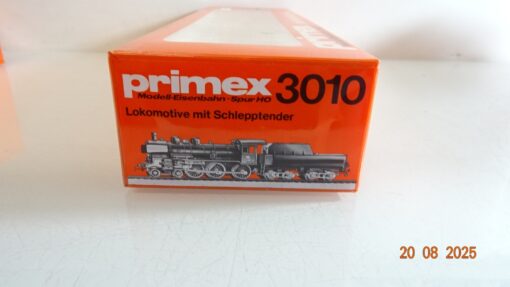 primex 3010
Modell-Eisenbahn · Spur HO
Lokomotive mit Schlepptender
20 08 2025